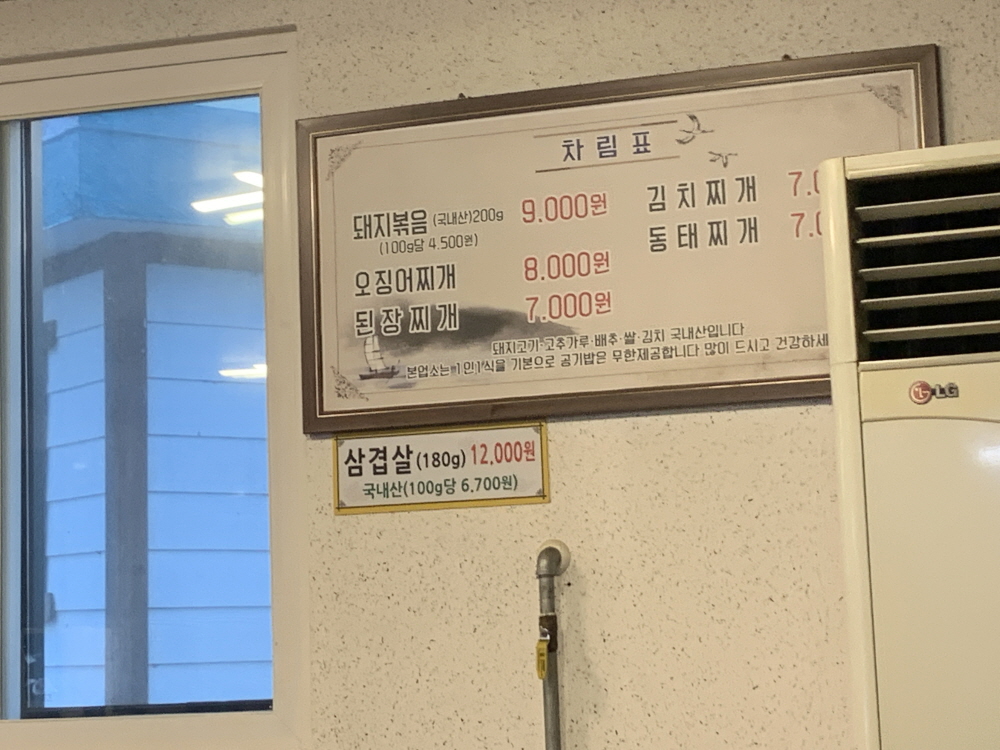 차림표
돼지볶음 (국내산)200g 9.000원
(100g당 4.500원)
오징어찌개 8.000원
된장찌개 7.000원
김치찌개 7.0
동태찌개 7.0
돼지고기·고추가루·배추·쌀·김치 국내산입니다
본업소는 1인1식을 기본으로 공기밥은 무한제공합니다 많이 드시고 건강하세
삼겹살(180g) 12,000원
국내산(100g당 6.700원)
LG